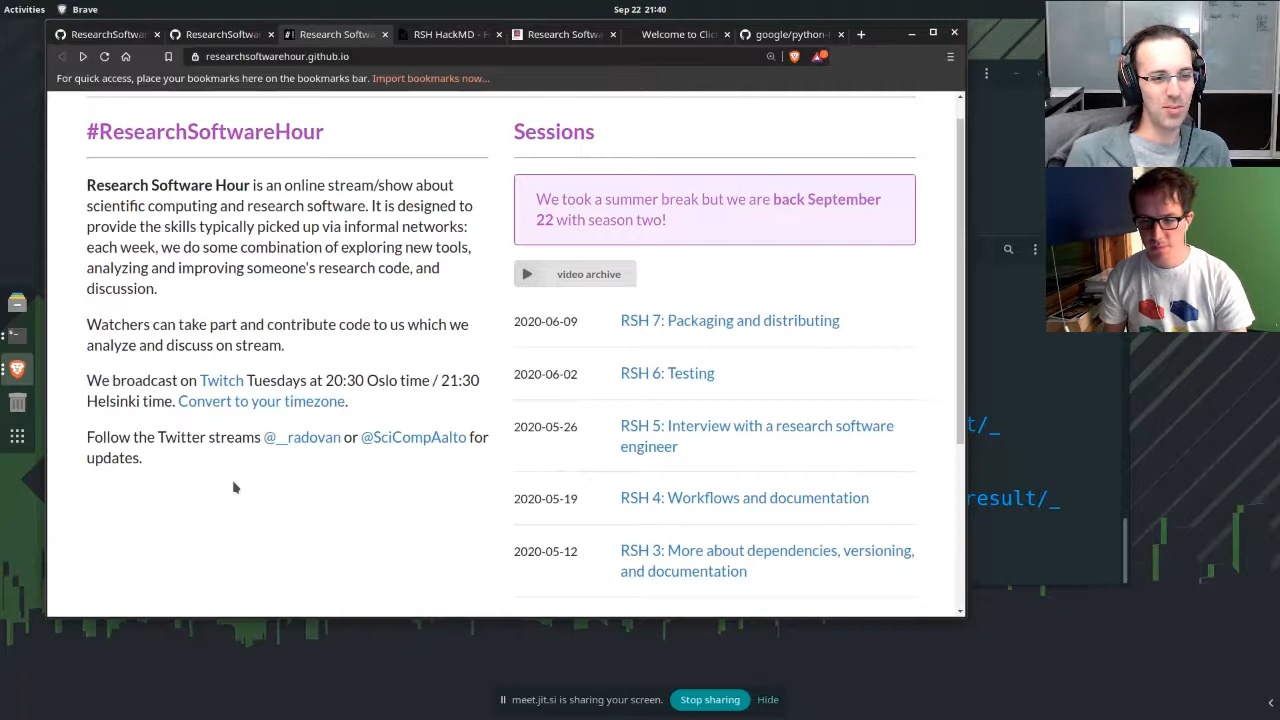 Activities
Brave
Sep 22 21:40
ResearchSoftwar
ResearchSoftwar
Research Softwa
RSH HackMD - H
Research Softwa
Welcome to Clic
google/python-f
researchsoftwarehour.github.io
For quick access, place your bookmarks here on the bookmarks bar. Import bookmarks now...
#ResearchSoftwareHour
Research Software Hour is an online stream/show about
scientific computing and research software. It is designed to
provide the skills typically picked up via informal networks:
each week, we do some combination of exploring new tools,
analyzing and improving someone's research code, and
discussion.
Watchers can take part and contribute code to us which we
analyze and discuss on stream.
We broadcast on Twitch Tuesdays at 20:30 Oslo time / 21:30
Helsinki time. Convert to your timezone.
Follow the Twitter streams @__radovan or @SciCompAalto for
updates.
Sessions
We took a summer break but we are back September
22 with season two!
video archive
2020-06-09 RSH 7: Packaging and distributing
2020-06-02 RSH 6: Testing
2020-05-26 RSH 5: Interview with a research software
engineer
2020-05-19 RSH 4: Workflows and documentation
2020-05-12 RSH 3: More about dependencies, versioning,
and documentation
t/_
result/_
meet.jit.si is sharing your screen.
Stop sharing
Hide